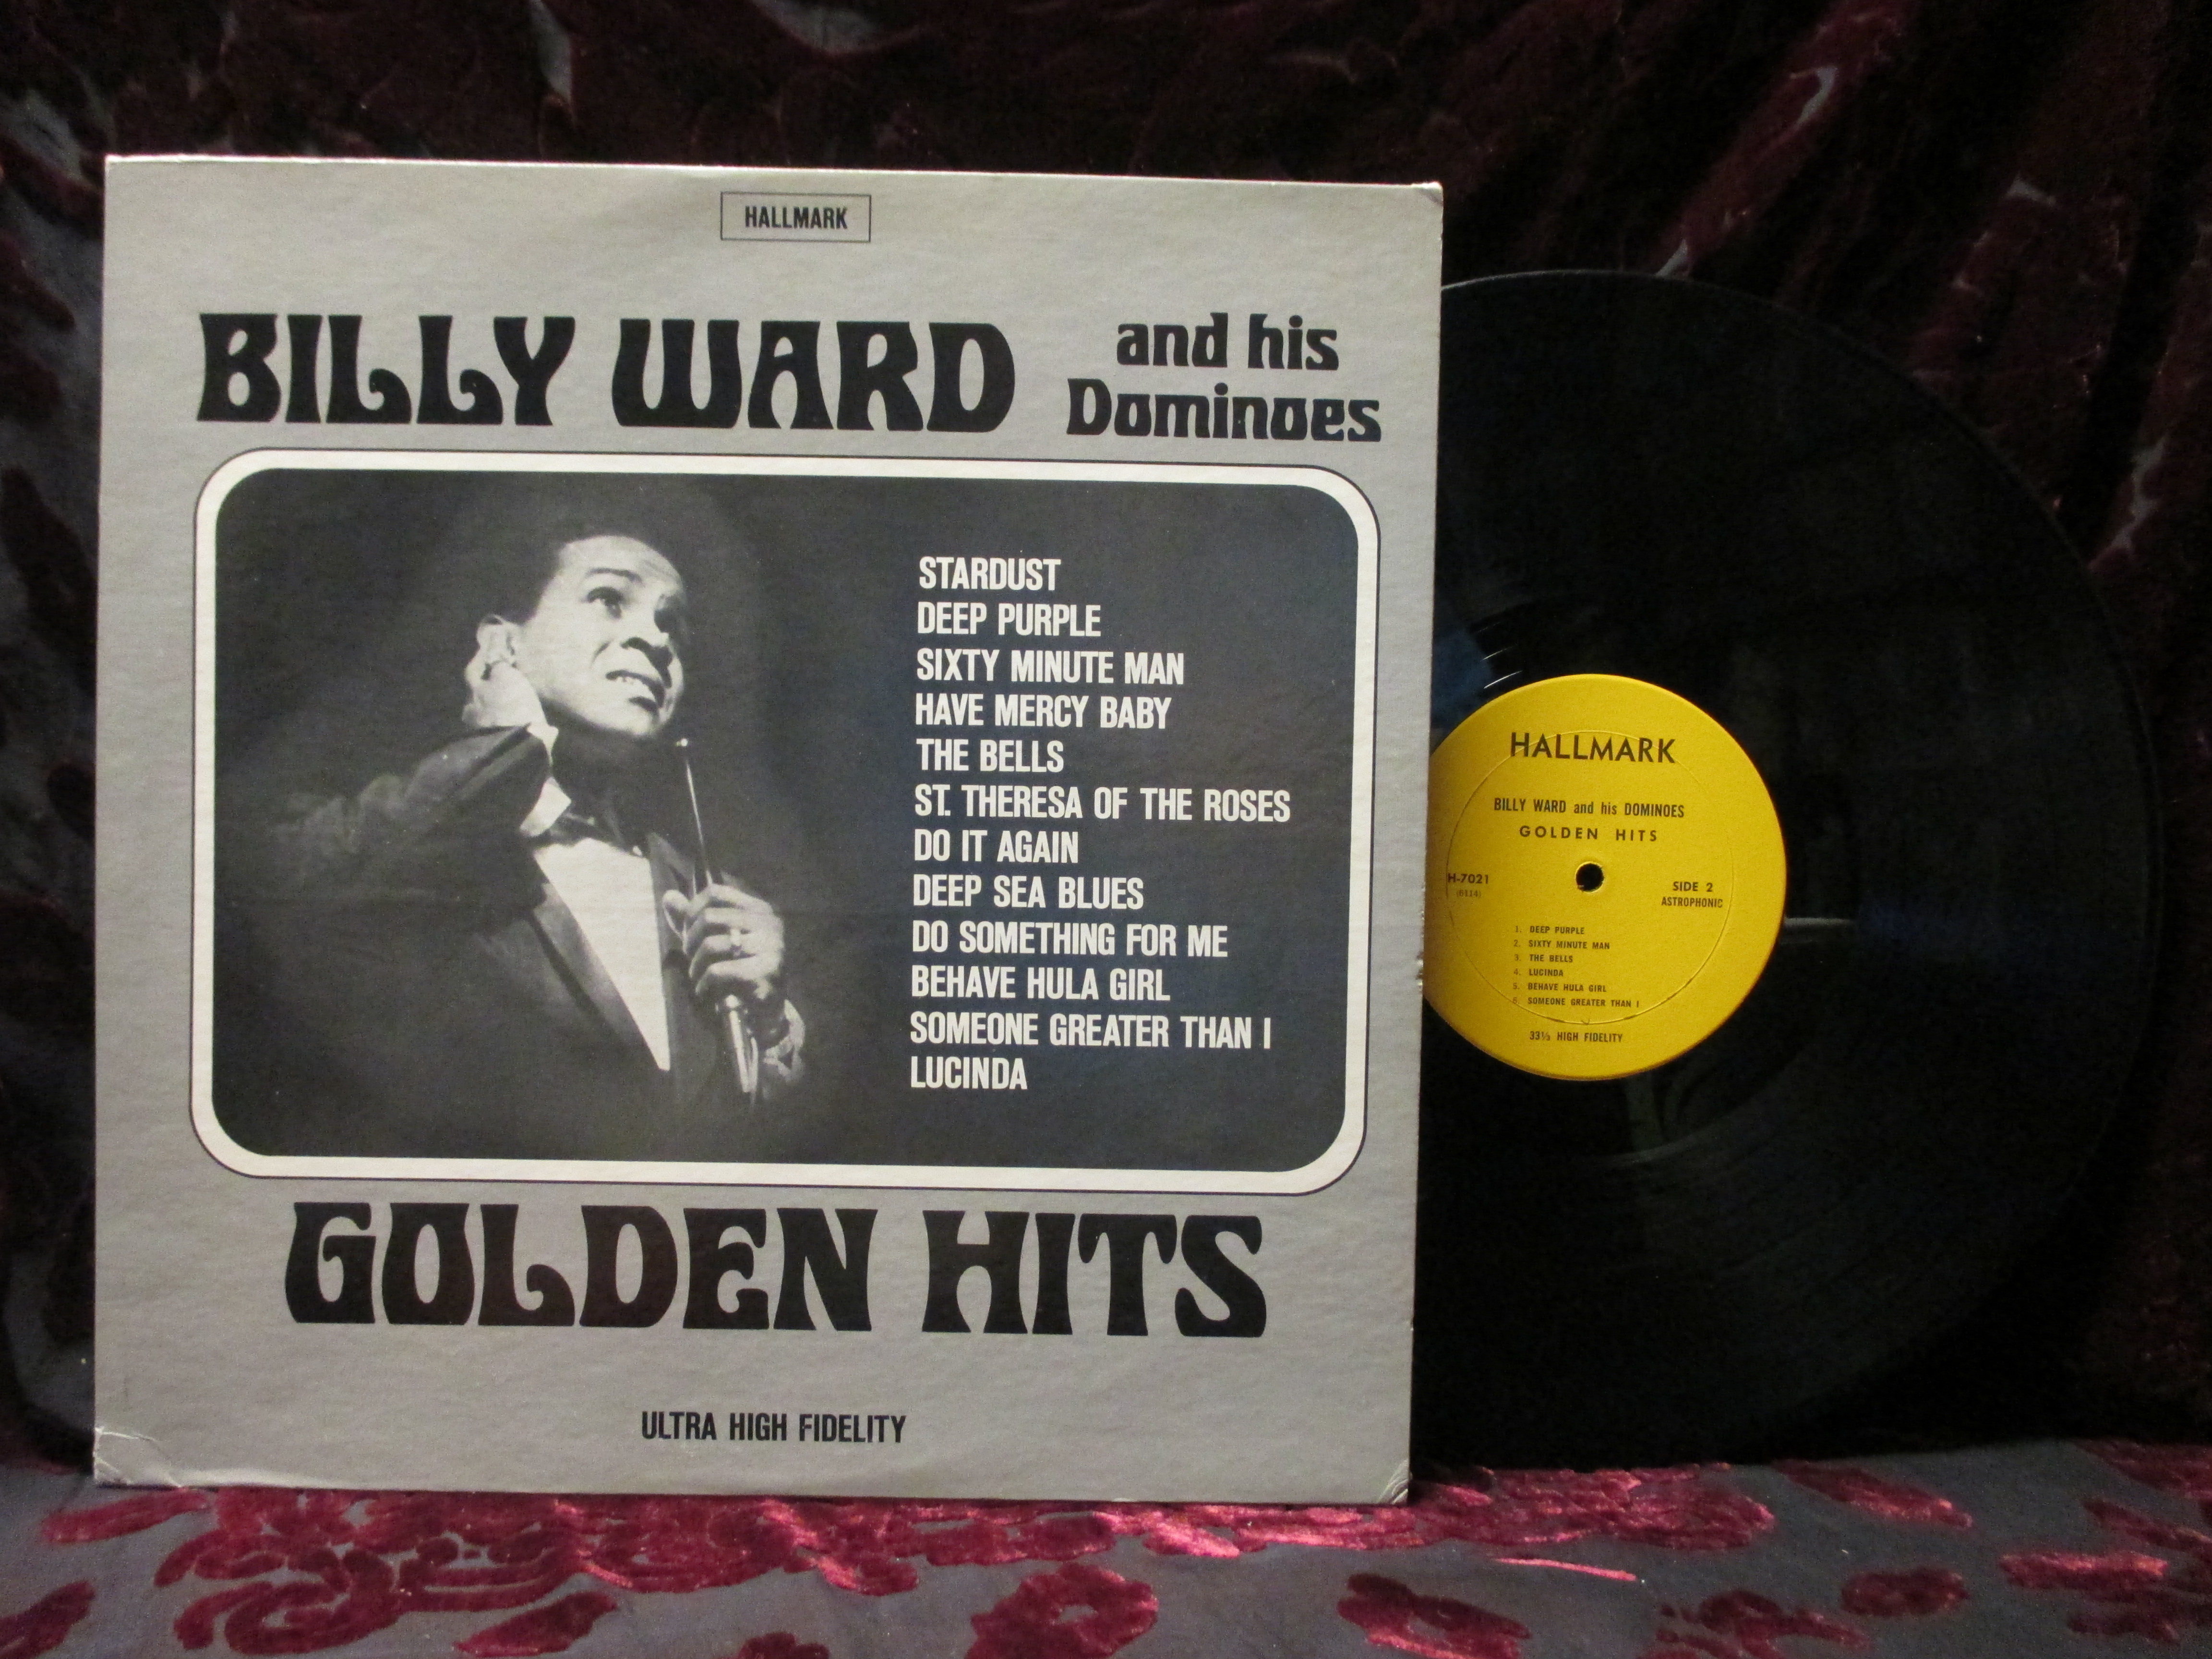 HALLMARK
BILLY WARD and his
Dominoes
STARDUST
DEEP PURPLE
SIXTY MINUTE MAN
HAVE MERCY BABY
THE BELLS
ST. THERESA OF THE ROSES
DO IT AGAIN
DEEP SEA BLUES
DO SOMETHING FOR ME
BEHAVE HULA GIRL
SOMEONE GREATER THAN I
LUCINDA
GOLDEN HITS
ULTRA HIGH FIDELITY
HALLMARK
BILLY WARD and his DOMINOES
GOLDEN HITS
H-7021
SIDE 2
ASTROPHONIC
1. DEEP PURPLE
2. SIXTY MINUTE MAN
3. THE BELLS
4. LUCINDA
5. BEHAVE HULA GIRL
6. SOMEONE GREATER THAN I
33⅓ HIGH FIDELITY